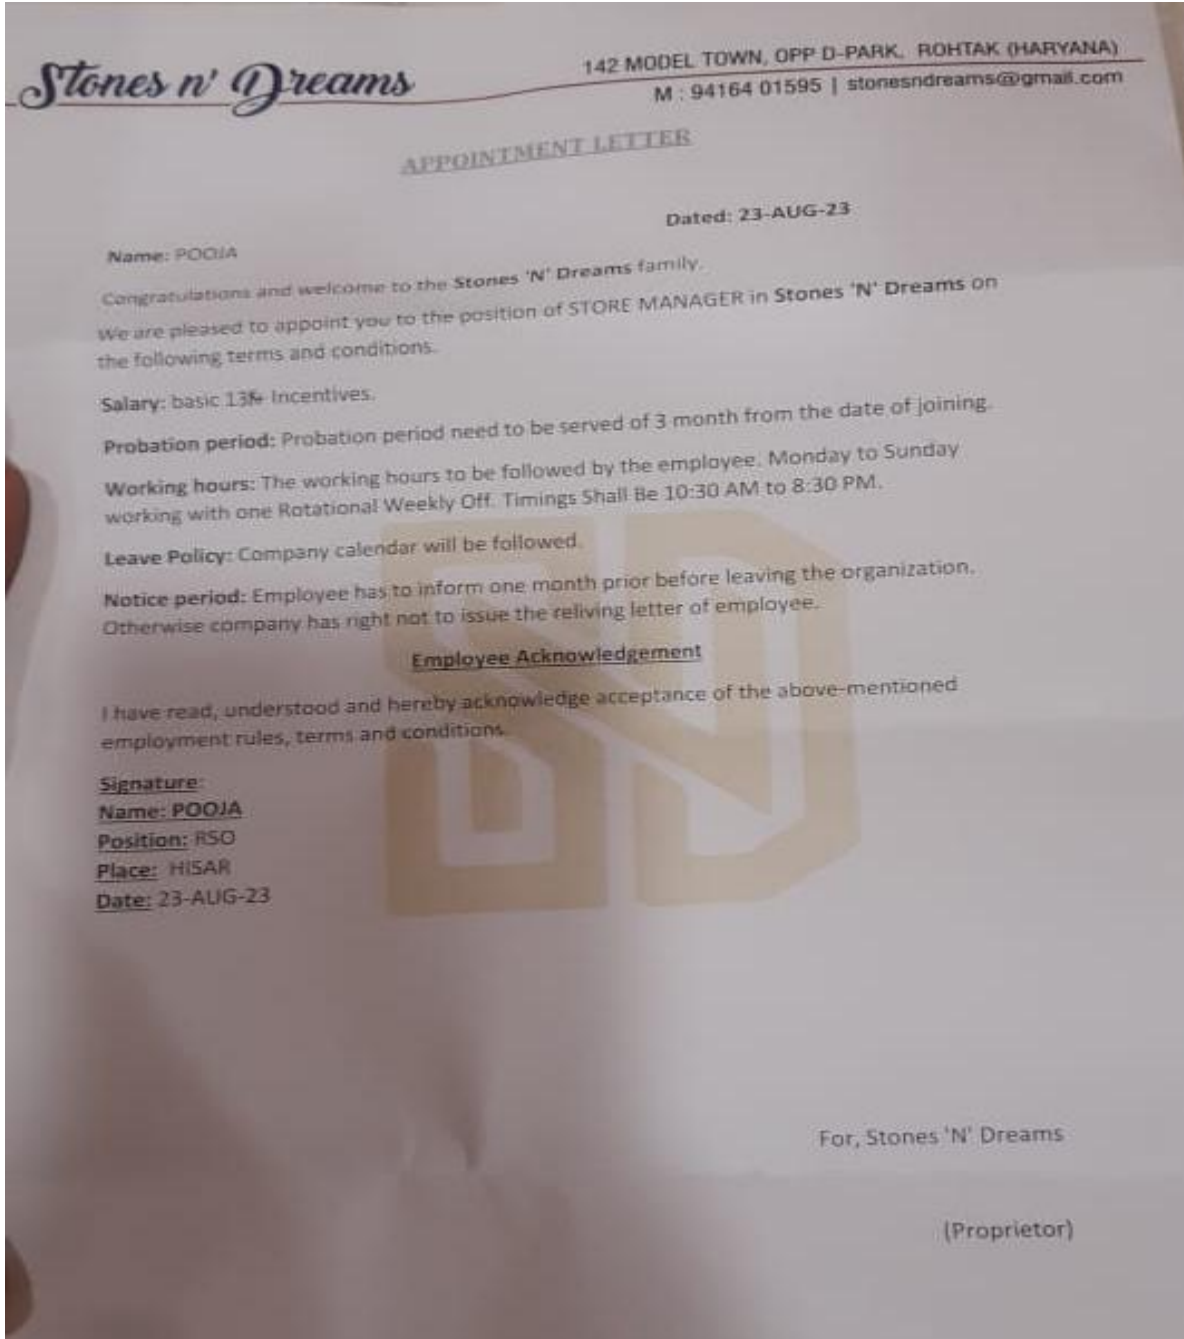 Stones n' Dreams
142 MODEL TOWN, OPP D-PARK, ROHTAK (HARYANA)
M : 94164 01595 | stonesndreams@gmail.com
APPOINTMENT LETTER
Dated: 23-AUG-23
Name: POOJA
Congratulations and welcome to the Stones 'N' Dreams family.
We are pleased to appoint you to the position of STORE MANAGER in Stones 'N' Dreams on
the following terms and conditions.
Salary: basic Incentives.
Probation period: Probation period need to be served of 3 month from the date of joining.
Working hours: The working hours to be followed by the employee. Monday to Sunday
working with one Rotational Weekly Off. Timings Shall Be 10:30 AM to 8:30 PM.
Leave Policy: Company calendar will be followed.
Notice period: Employee has to inform one month prior before leaving the organization.
Otherwise company has right not to issue the reliving letter of employee.
Employee Acknowledgement
I have read, understood and hereby acknowledge acceptance of the above-mentioned
employment rules, terms and conditions.
Signature:
Name: POOJA
Position: RSO
Place: HISAR
Date: 23-AUG-23
For, Stones 'N' Dreams
(Proprietor)